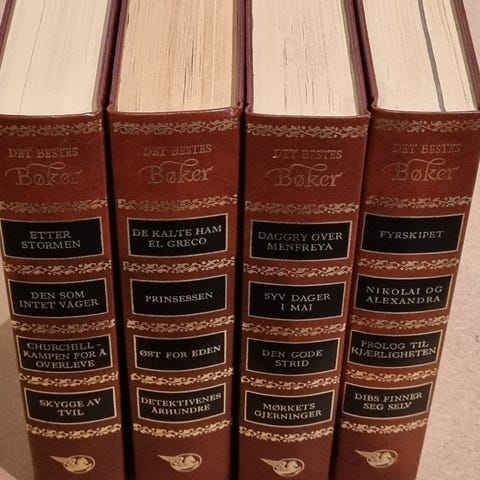 DET BESTES
Bøker
ETTER
STORMEN
DEN SOM
INTET VÅGER
CHURCHILL-
KAMPEN FOR Å
OVERLEVE
SKYGGE AV
TVIL
DET BESTES
Bøker
DE KALTE HAM
EL GRECO
PRINSESSEN
ØST FOR EDEN
DETEKTIVENES
ÅRHUNDRE
DET BESTES
Bøker
DAGGRY OVER
MENFREYA
SYV DAGER
I MAI
DEN GODE
STRID
MØRKETS
GJERNINGER
DET BESTES
Bøker
FYRSKIPET
NIKOLAI OG
ALEXANDRA
PROLOG TIL
KJÆRLIGHETEN
DIBS FINNER
SEG SELV